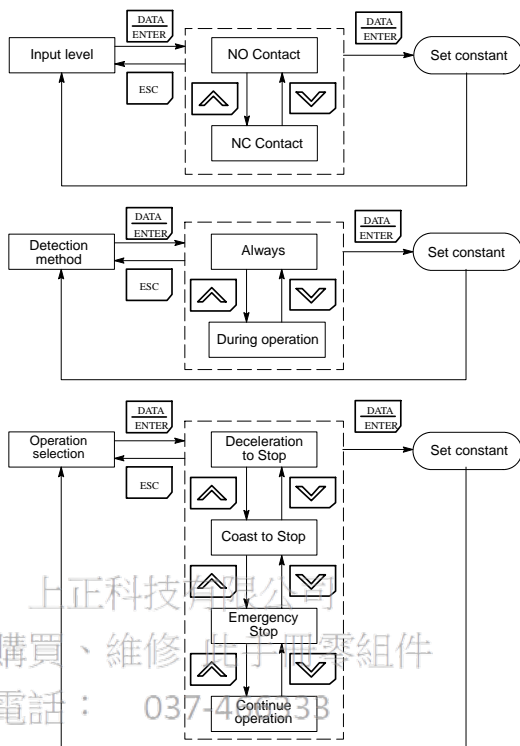 DATA
ENTER
DATA
ENTER
Input level
NO Contact
Set constant
ESC
NC Contact
DATA
ENTER
DATA
ENTER
Detection
method
Always
Set constant
ESC
During operation
DATA
ENTER
DATA
ENTER
Operation
selection
Deceleration
to Stop
Set constant
ESC
Coast to Stop
上正科技有限公司
Emergency
Stop
購買、維修 此手冊零組件
Continue
operation
電話： 037-466333